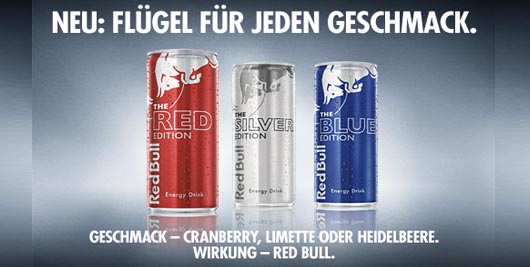 NEU: FLÜGEL FÜR JEDEN GESCHMACK.
THE
RED
EDITION
Red Bull
Energy Drink
THE
SILVER
EDITION
Red Bull
Energy Drink
THE
BLUE
EDITION
Red Bull
Energy Drink
GESCHMACK – CRANBERRY, LIMETTE ODER HEIDELBEERE.
WIRKUNG – RED BULL.